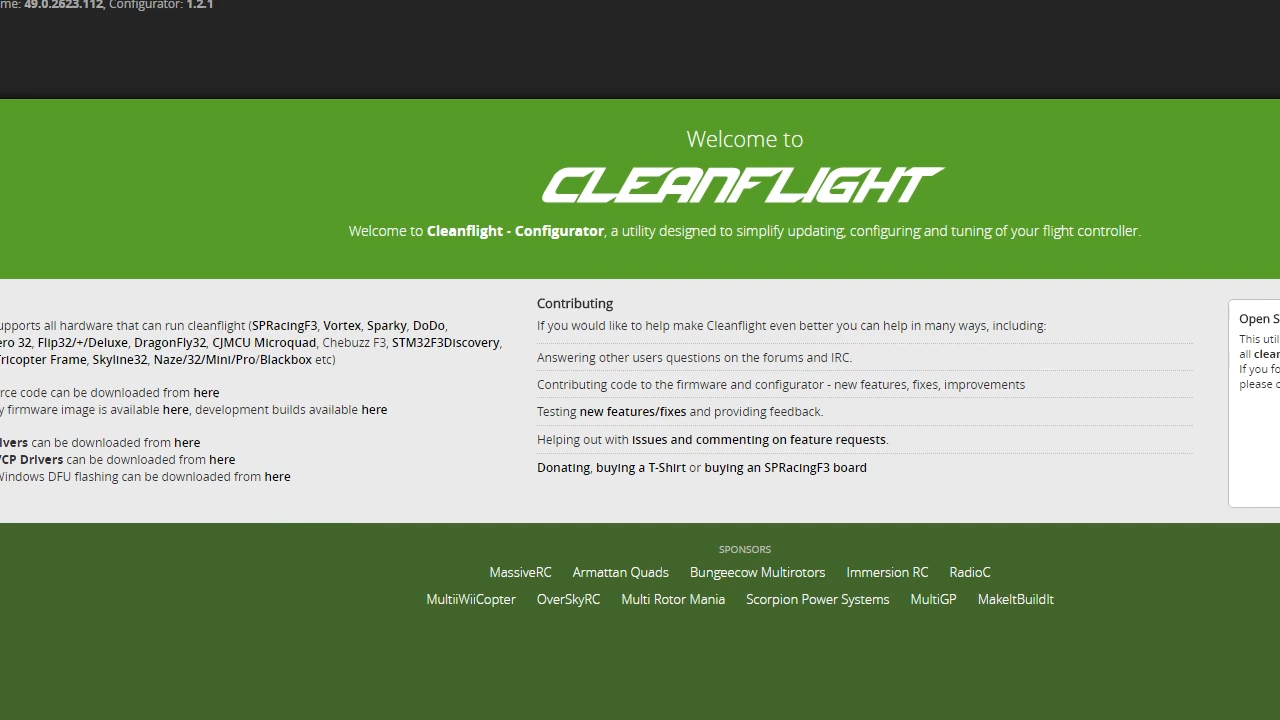 me: 49.0.2623.112, Configurator: 1.2.1
Welcome to
CLEANFLIGHT
Welcome to Cleanflight - Configurator, a utility designed to simplify updating, configuring and tuning of your flight controller.
upports all hardware that can run cleanflight (SPRacingF3, Vortex, Sparky, DoDo,
ero 32, Flip32/+/Deluxe, DragonFly32, CJMCU Microquad, Chebuzz F3, STM32F3Discovery,
ricopter Frame, Skyline32, Naze/32/Mini/Pro/Blackbox etc)
rce code can be downloaded from here
y firmware image is available here, development builds available here
ivers can be downloaded from here
VCP Drivers can be downloaded from here
Windows DFU flashing can be downloaded from here
Contributing
If you would like to help make Cleanflight even better you can help in many ways, including:
Answering other users questions on the forums and IRC.
Contributing code to the firmware and configurator - new features, fixes, improvements
Testing new features/fixes and providing feedback.
Helping out with issues and commenting on feature requests.
Donating, buying a T-Shirt or buying an SPRacingF3 board
Open S
This util
all clear
If you fo
please c
SPONSORS
MassiveRC Armattan Quads Bungeecow Multirotors Immersion RC RadioC
MultiiWiiCopter OverSkyRC Multi Rotor Mania Scorpion Power Systems MultiGP MakeItBuildIt